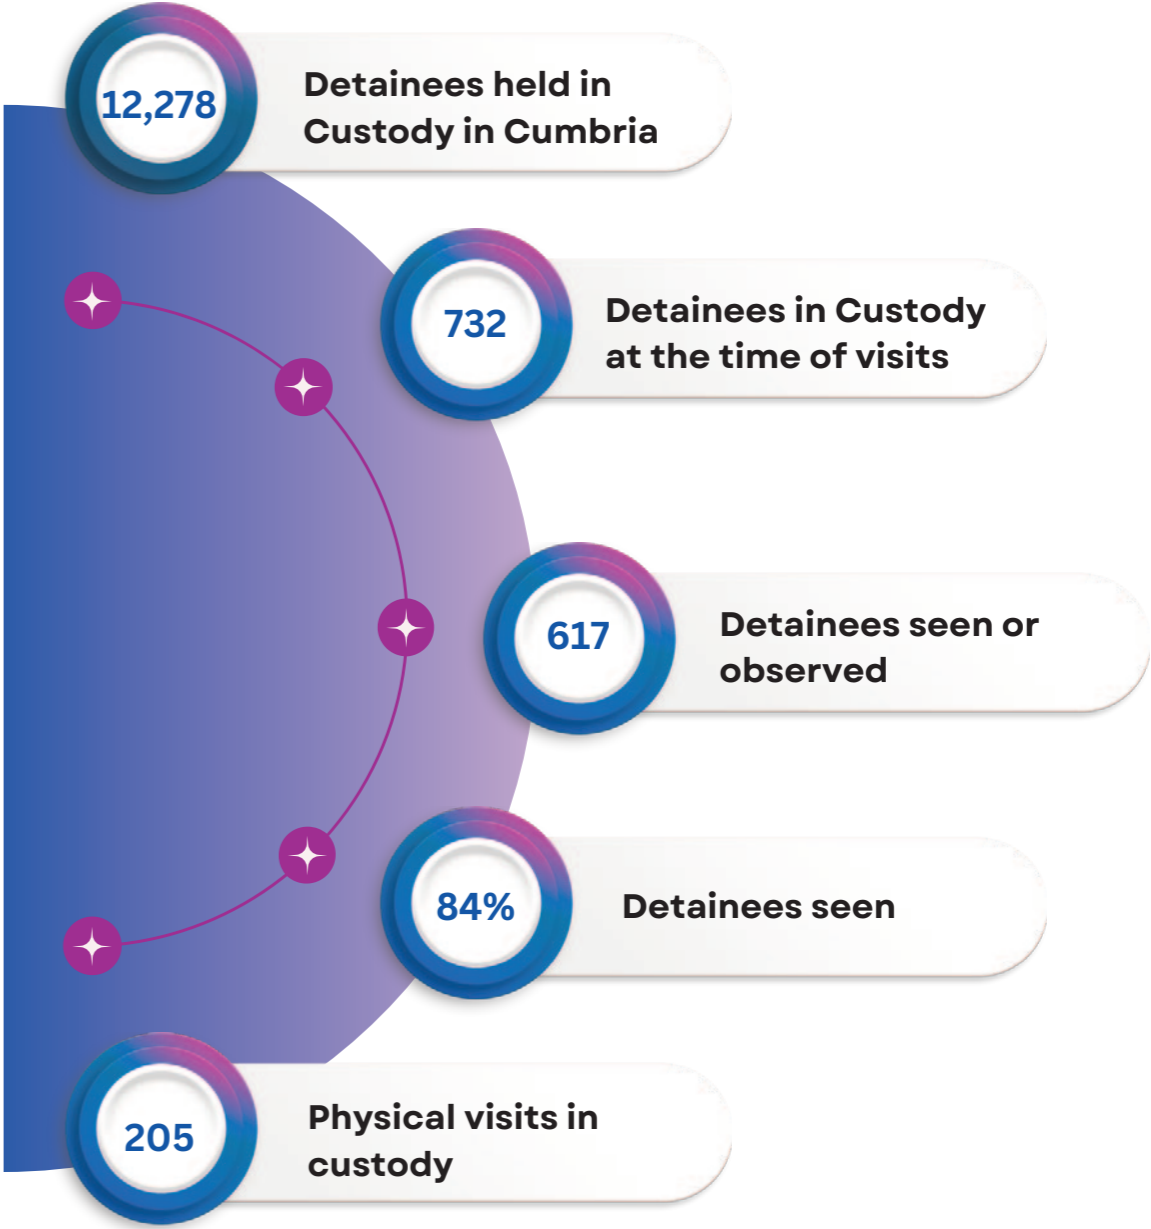 12,278
Detainees held in
Custody in Cumbria
732
Detainees in Custody
at the time of visits
617
Detainees seen or
observed
84%
Detainees seen
205
Physical visits in
custody